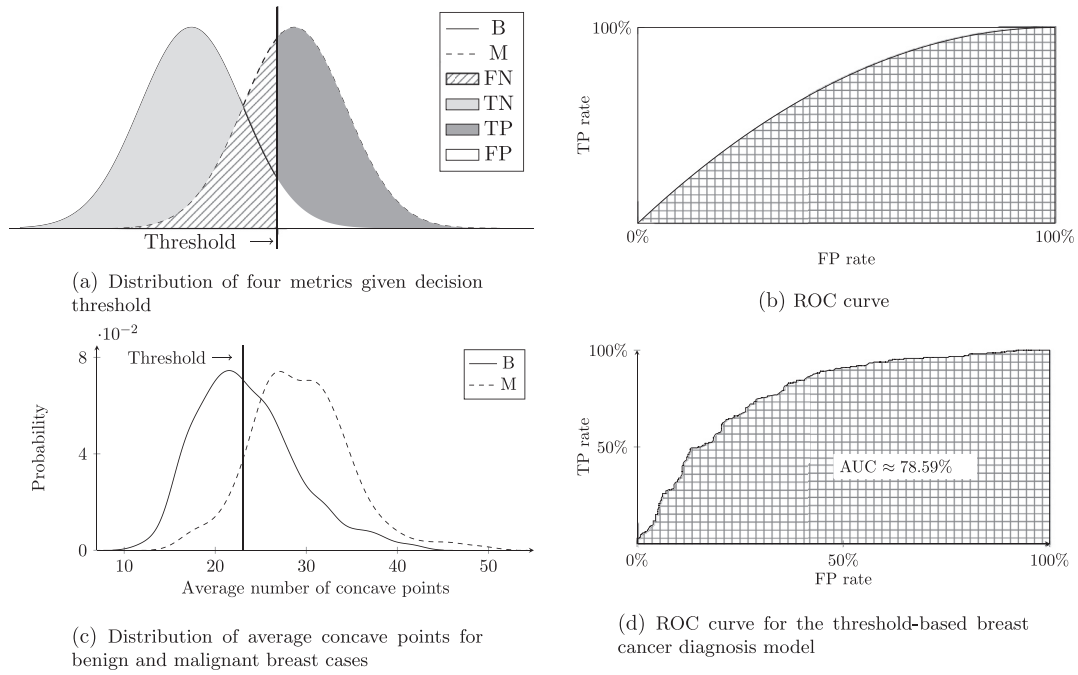 B
M
FN
TN
TP
FP
Threshold →
(a) Distribution of four metrics given decision
threshold
100%
TP rate
0%
100%
FP rate
(b) ROC curve
·10⁻²
8
4
0
Probability
Threshold →
B
M
10 20 30 40 50
Average number of concave points
(c) Distribution of average concave points for
benign and malignant breast cases
100%
50%
TP rate
AUC ≈ 78.59%
0% 50% 100%
FP rate
(d) ROC curve for the threshold-based breast
cancer diagnosis model